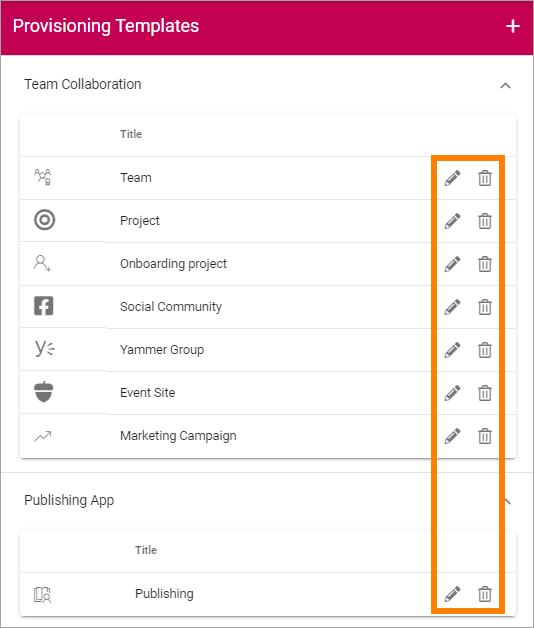 Provisioning Templates
Team Collaboration
Title
Team
Project
Onboarding project
Social Community
Yammer Group
Event Site
Marketing Campaign
Publishing App
Title
Publishing